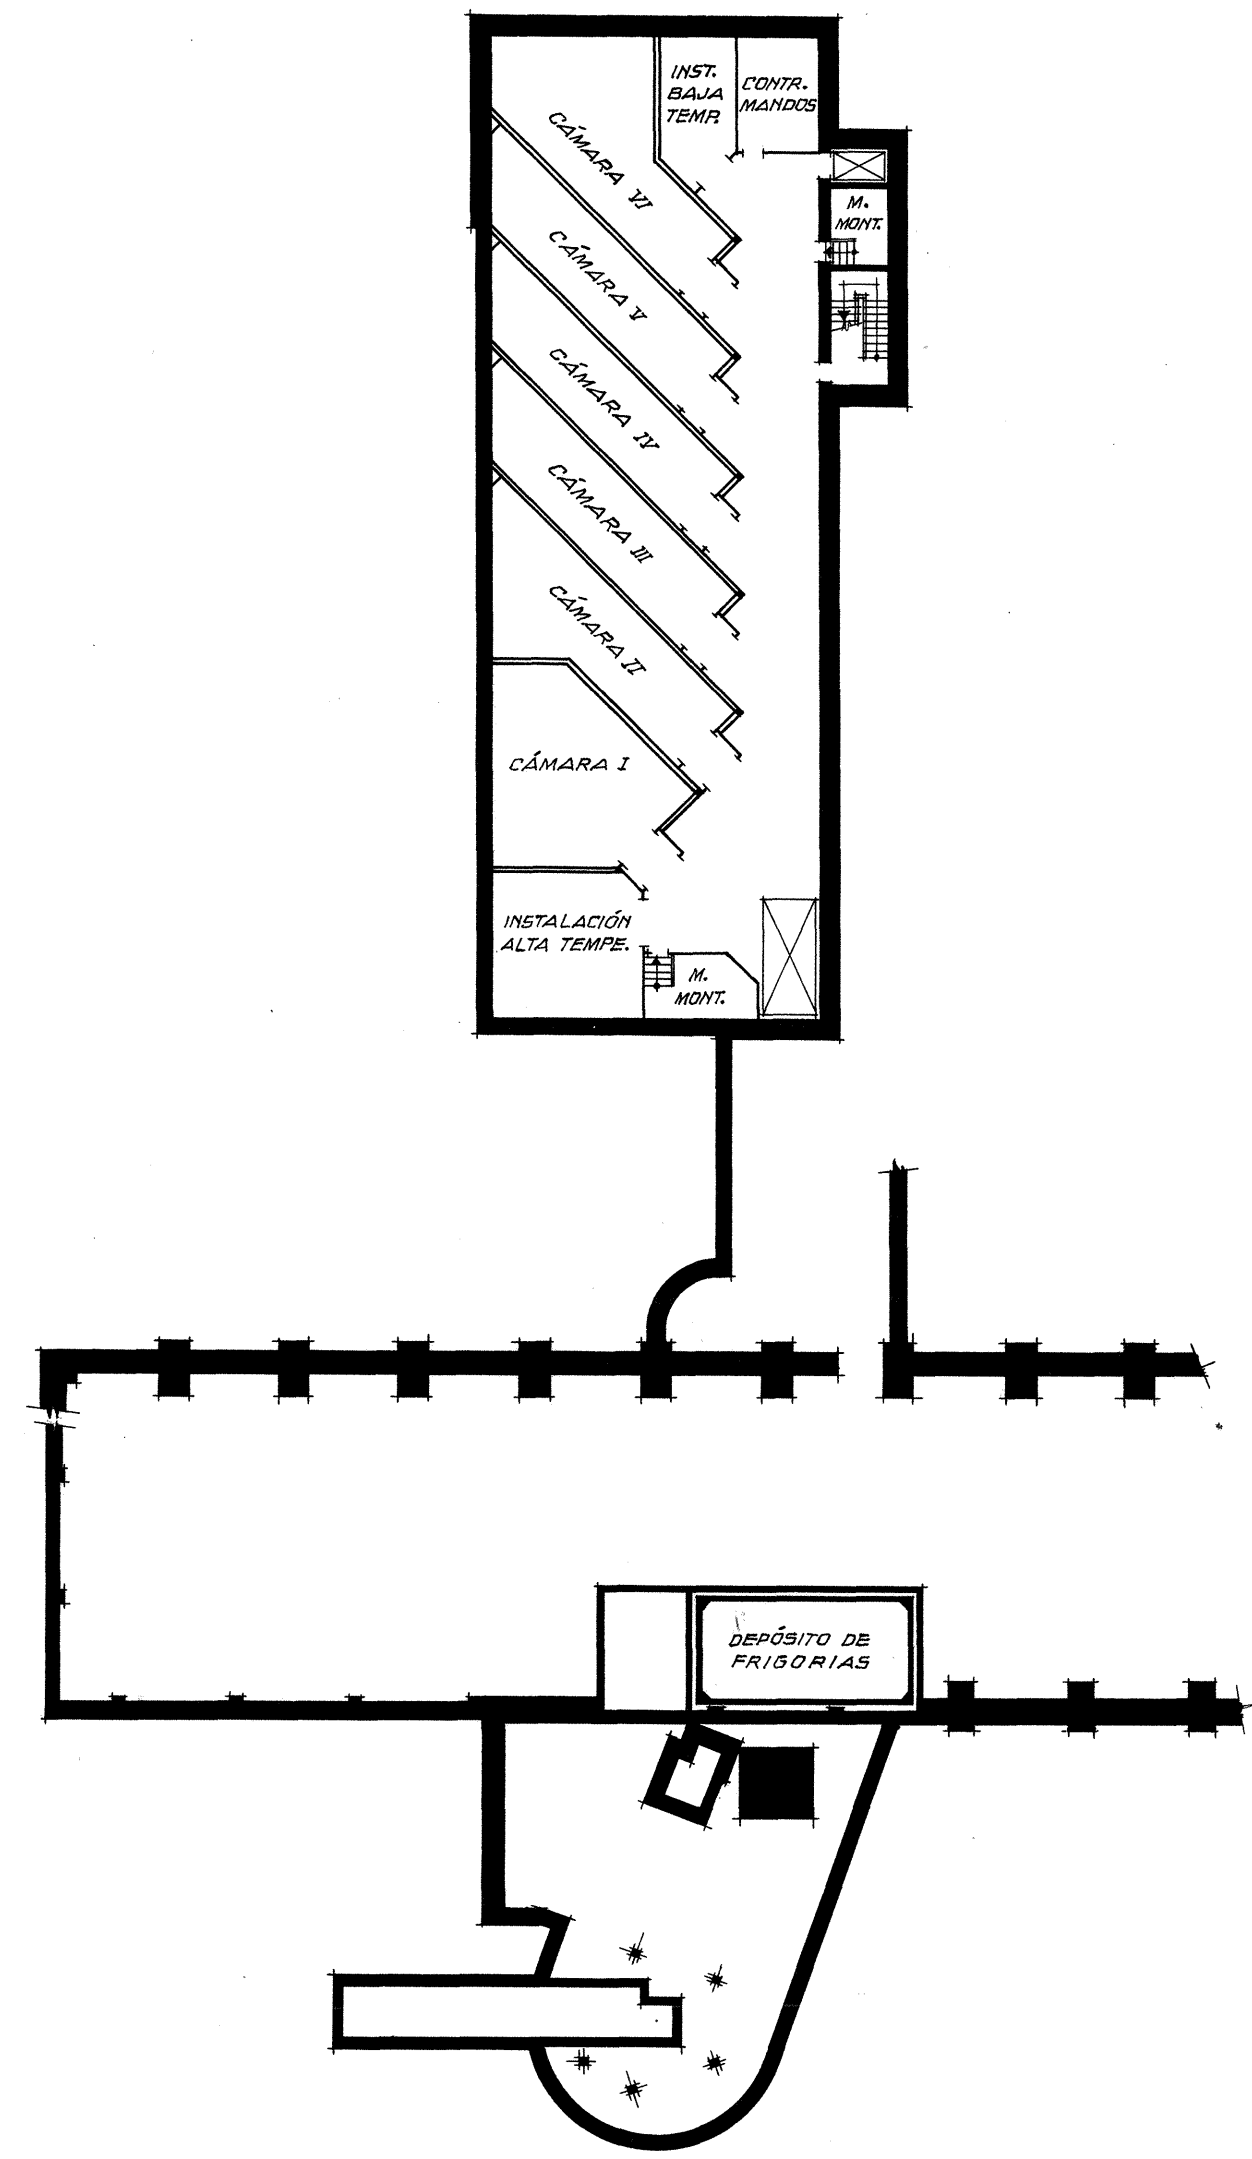 INST.
BAJA
TEMP.
CONTR.
MANDOS
CÁMARA VI
M.
MONT.
CÁMARA V
CÁMARA IV
CÁMARA III
CÁMARA II
CÁMARA I
INSTALACIÓN
ALTA TEMPE.
M.
MONT.
DEPÓSITO DE
FRIGORIAS